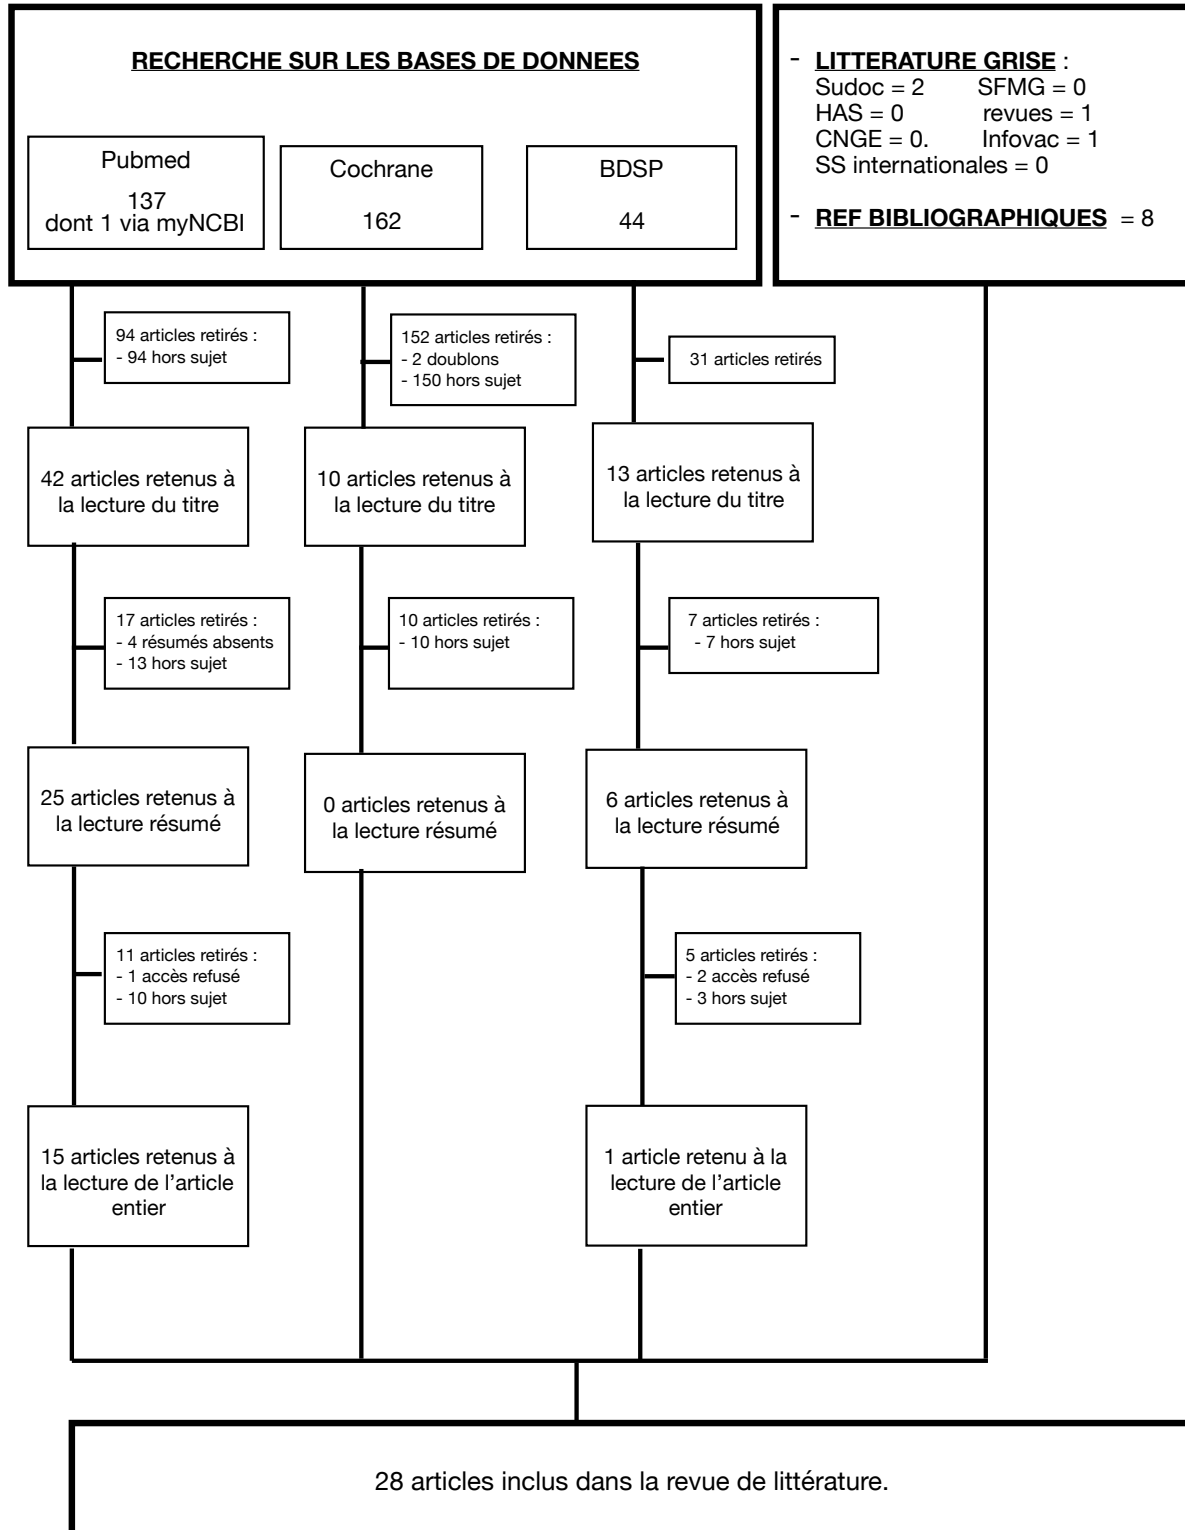 RECHERCHE SUR LES BASES DE DONNEES
Pubmed
137
dont 1 via myNCBI
Cochrane
162
BDSP
44
- LITTERATURE GRISE :
Sudoc = 2 SFMG = 0
HAS = 0 revues = 1
CNGE = 0. Infovac = 1
SS internationales = 0
- REF BIBLIOGRAPHIQUES = 8
94 articles retirés :
- 94 hors sujet
152 articles retirés :
- 2 doublons
- 150 hors sujet
31 articles retirés
42 articles retenus à
la lecture du titre
10 articles retenus à
la lecture du titre
13 articles retenus à
la lecture du titre
17 articles retirés :
- 4 résumés absents
- 13 hors sujet
10 articles retirés :
- 10 hors sujet
7 articles retirés :
- 7 hors sujet
25 articles retenus à
la lecture résumé
0 articles retenus à
la lecture résumé
6 articles retenus à
la lecture résumé
11 articles retirés :
- 1 accès refusé
- 10 hors sujet
5 articles retirés :
- 2 accès refusé
- 3 hors sujet
15 articles retenus à
la lecture de l'article
entier
1 article retenu à la
lecture de l'article
entier
28 articles inclus dans la revue de littérature.